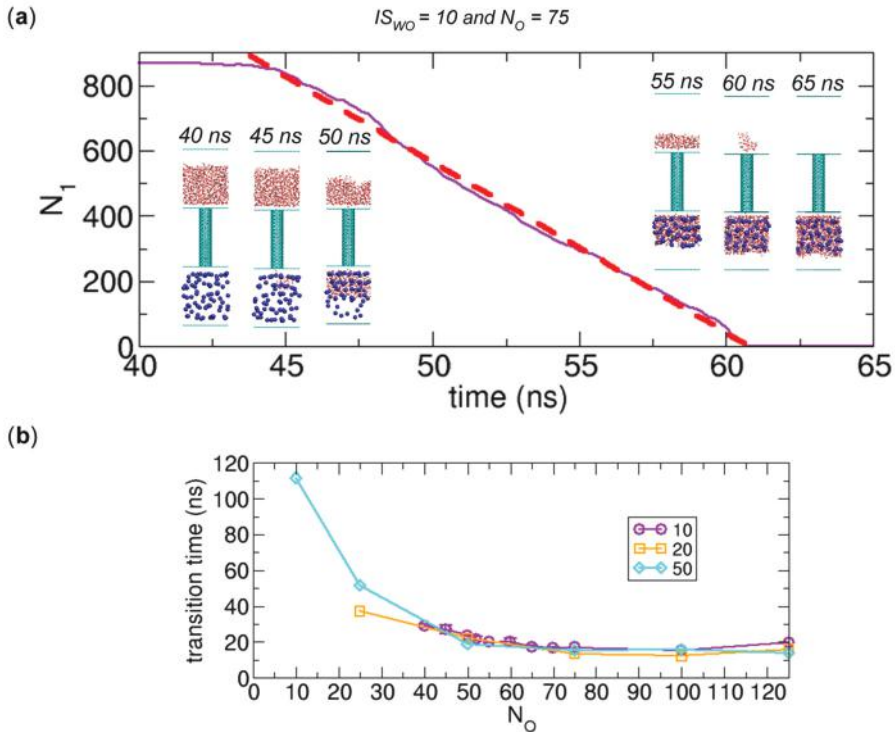 (a)
IS_WO = 10 and N_O = 75
800
600
400
200
0
N_1
40 ns 45 ns 50 ns
55 ns 60 ns 65 ns
40 45 50 55 60 65
time (ns)
(b)
120
100
80
60
40
20
0
transition time (ns)
10
20
50
0 10 20 30 40 50 60 70 80 90 100 110 120
N_O